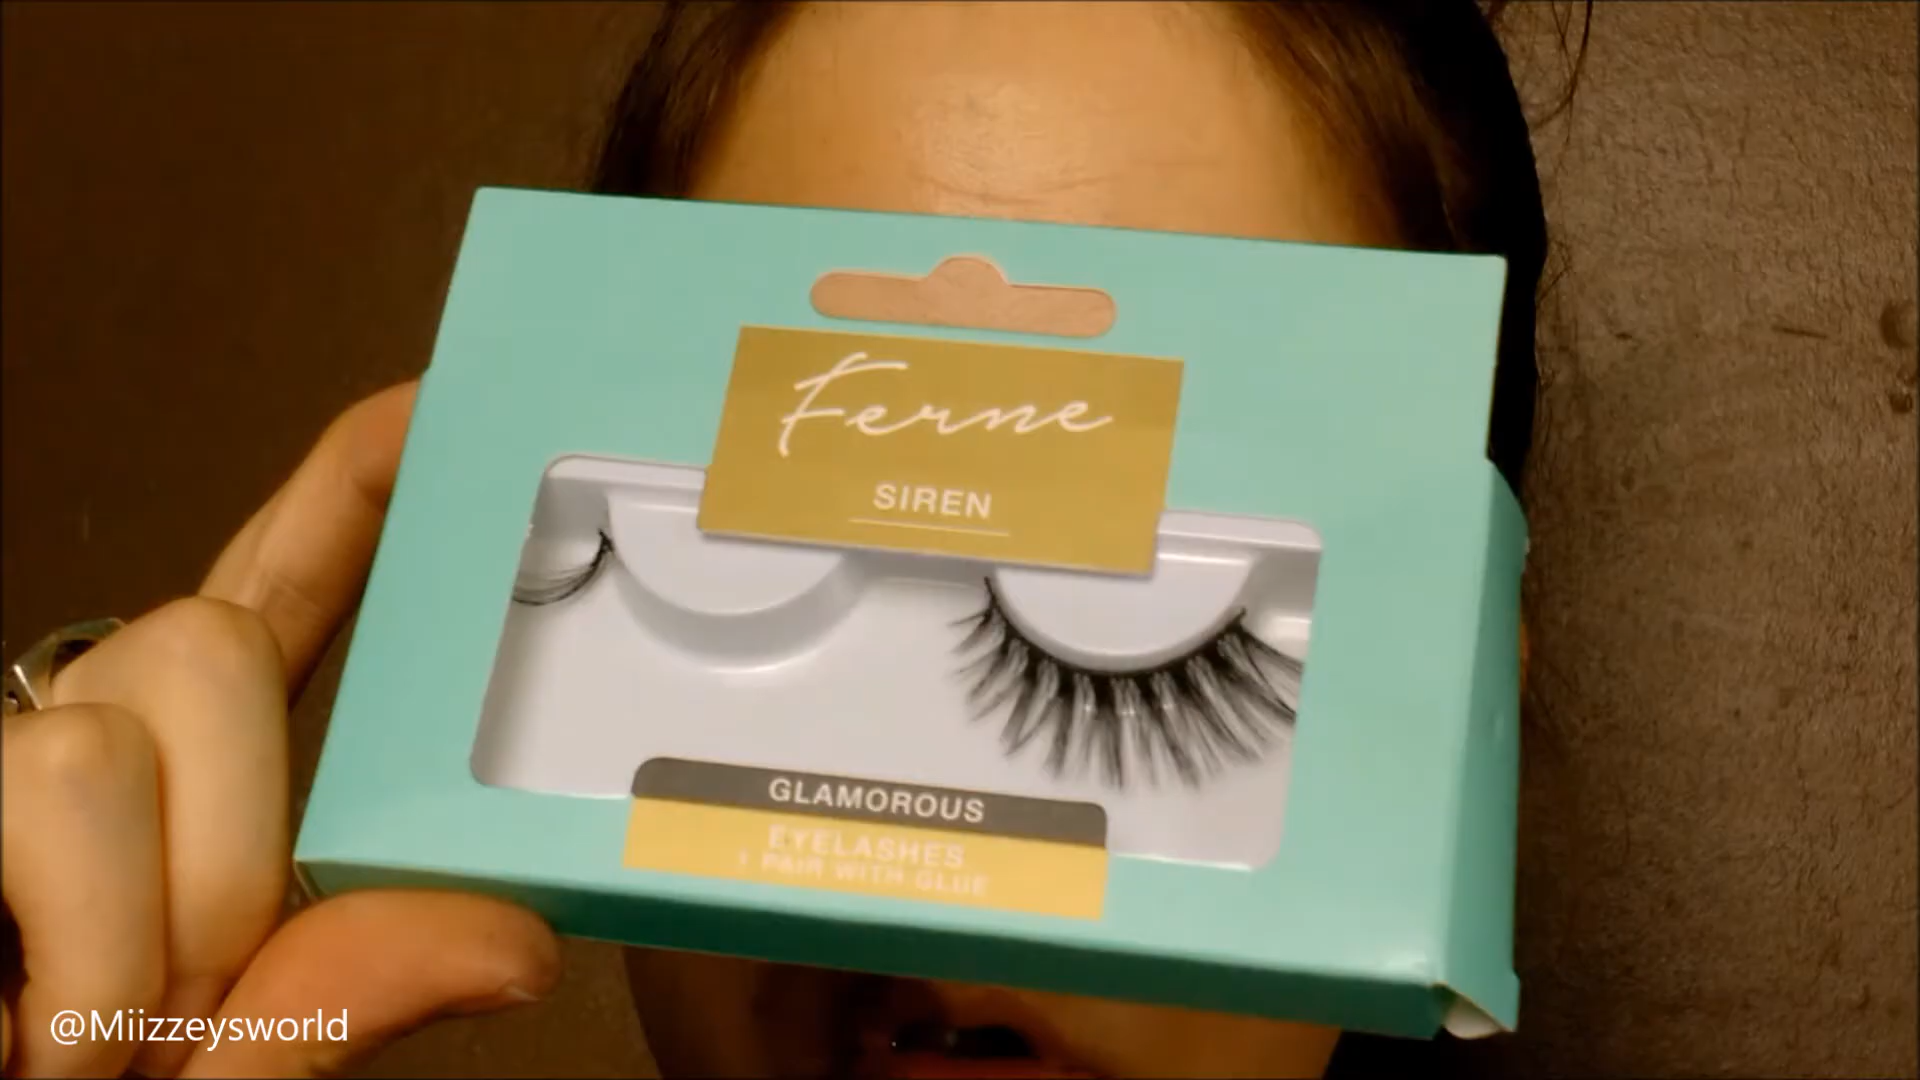 Ferne
SIREN
GLAMOROUS
EYELASHES
1 PAIR WITH GLUE
@Miizzeysworld